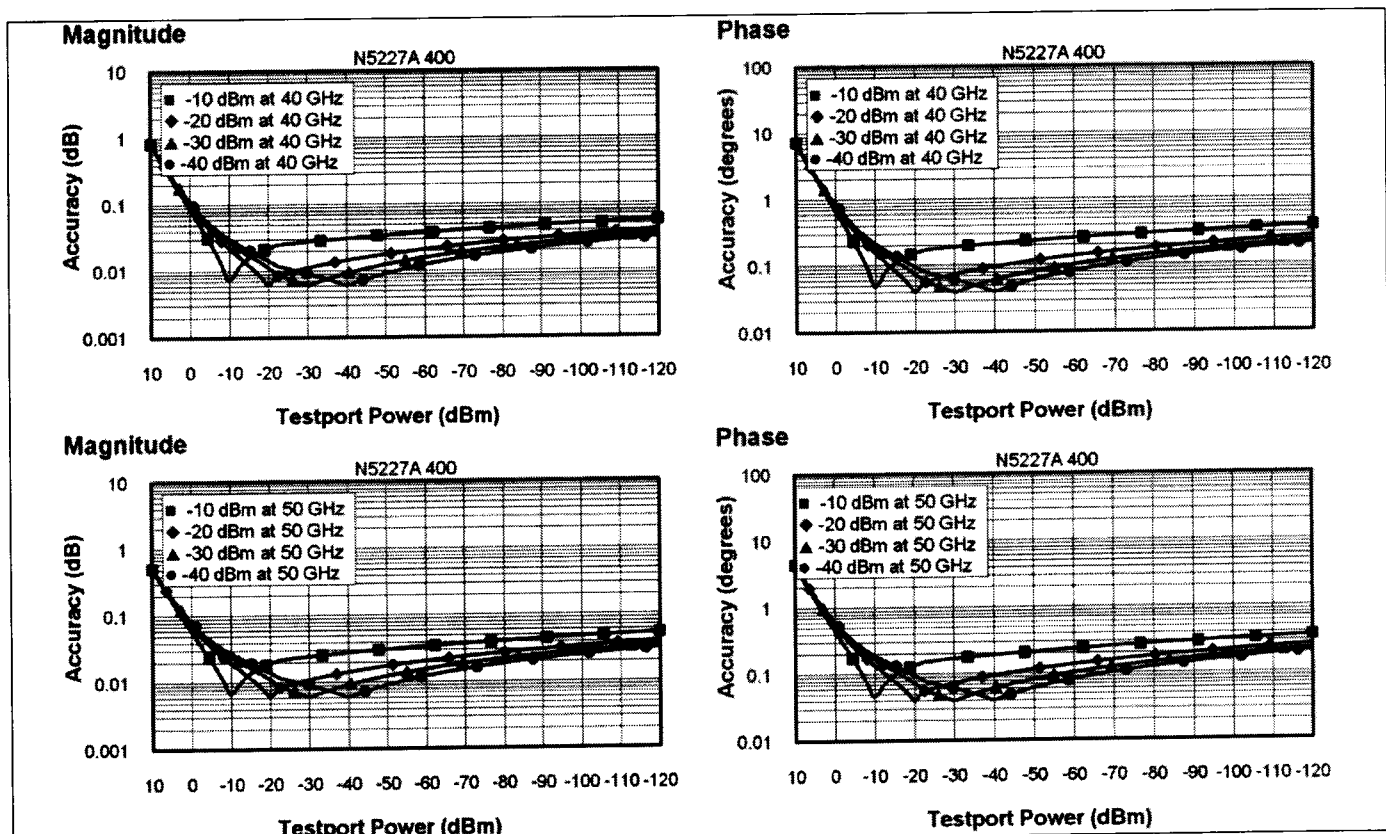 Magnitude
N5227A 400
10
1
0.1
0.01
0.001
Accuracy (dB)
-10 dBm at 40 GHz
-20 dBm at 40 GHz
-30 dBm at 40 GHz
-40 dBm at 40 GHz
10 0 -10 -20 -30 -40 -50 -60 -70 -80 -90 -100 -110 -120
Testport Power (dBm)
Phase
N5227A 400
100
10
1
0.1
0.01
Accuracy (degrees)
-10 dBm at 40 GHz
-20 dBm at 40 GHz
-30 dBm at 40 GHz
-40 dBm at 40 GHz
10 0 -10 -20 -30 -40 -50 -60 -70 -80 -90 -100 -110 -120
Testport Power (dBm)
Magnitude
N5227A 400
10
1
0.1
0.01
0.001
Accuracy (dB)
-10 dBm at 50 GHz
-20 dBm at 50 GHz
-30 dBm at 50 GHz
-40 dBm at 50 GHz
10 0 -10 -20 -30 -40 -50 -60 -70 -80 -90 -100 -110 -120
Testport Power (dBm)
Phase
N5227A 400
100
10
1
0.1
0.01
Accuracy (degrees)
-10 dBm at 50 GHz
-20 dBm at 50 GHz
-30 dBm at 50 GHz
-40 dBm at 50 GHz
10 0 -10 -20 -30 -40 -50 -60 -70 -80 -90 -100 -110 -120
Testport Power (dBm)